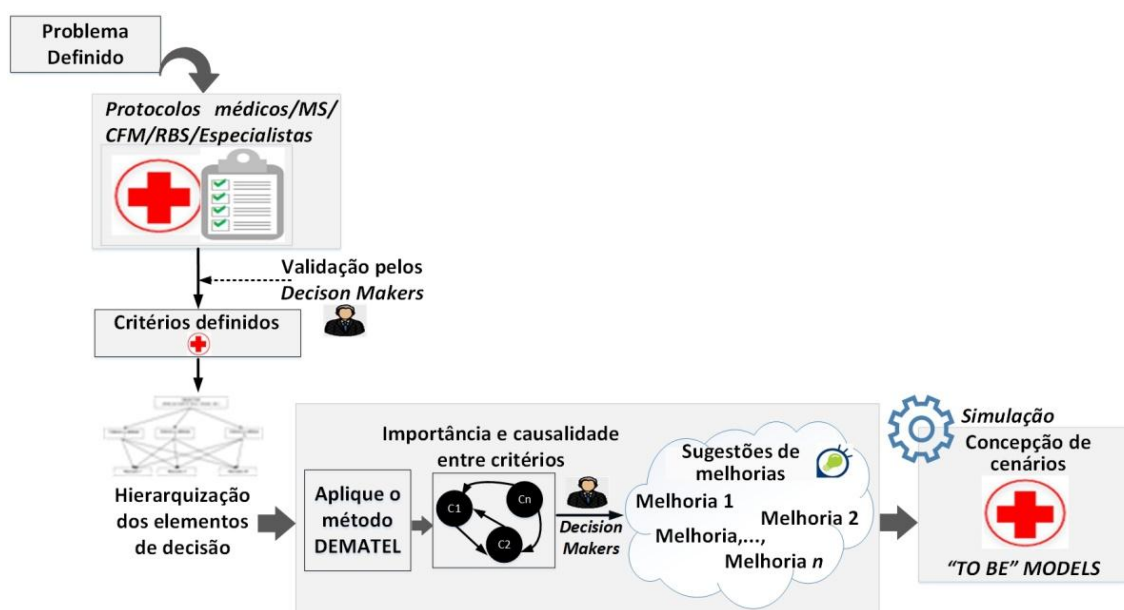 Problema
Definido
Protocolos médicos/MS/
CFM/RBS/Especialistas
Validação pelos
Decison Makers
Critérios definidos
Hierarquização
dos elementos
de decisão
Aplique o
método
DEMATEL
Importância e causalidade
entre critérios
C1
Cn
C2
Decision
Makers
Sugestões de
melhorias
Melhoria 1
Melhoria 2
Melhoria,...,
Melhoria n
Simulação
Concepção de
cenários
“TO BE” MODELS